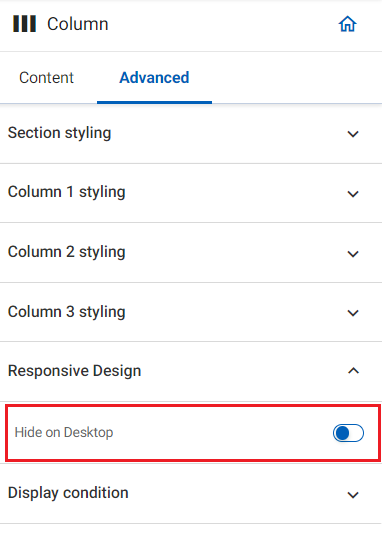 Column
Content Advanced
Section styling
Column 1 styling
Column 2 styling
Column 3 styling
Responsive Design
Hide on Desktop
Display condition